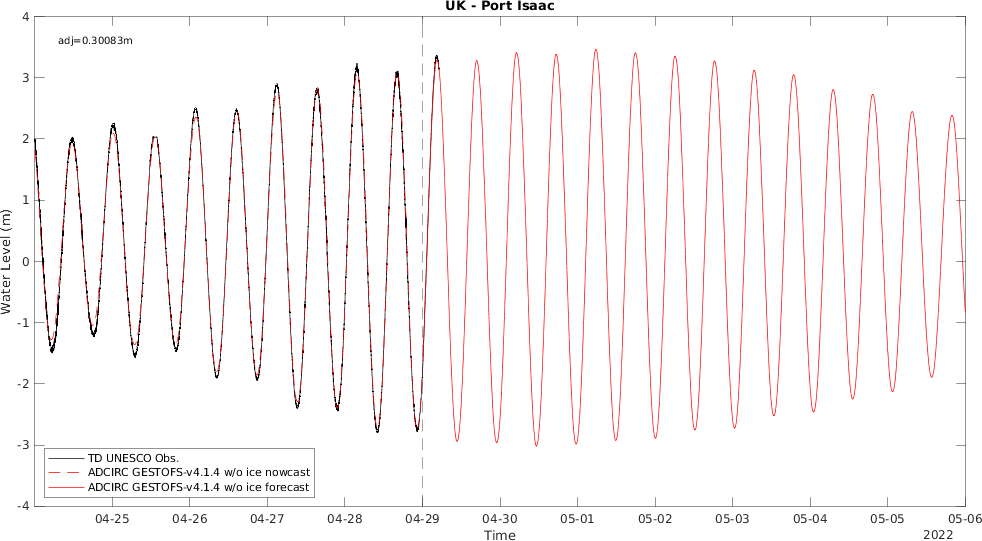 UK - Port Isaac
adj=0.30083m
4
3
2
1
0
-1
-2
-3
-4
Water Level (m)
TD UNESCO Obs.
ADCIRC GESTOFS-v4.1.4 w/o ice nowcast
ADCIRC GESTOFS-v4.1.4 w/o ice forecast
04-25 04-26 04-27 04-28 04-29 04-30 05-01 05-02 05-03 05-04 05-05 05-06
Time
2022